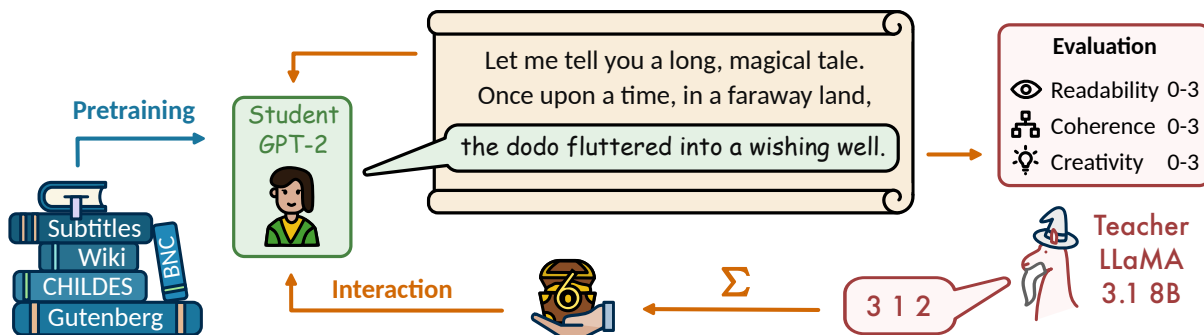 Pretraining
Subtitles
Wiki
CHILDES
Gutenberg
BNC
Student
GPT-2
Let me tell you a long, magical tale.
Once upon a time, in a faraway land,
the dodo fluttered into a wishing well.
Evaluation
Readability 0-3
Coherence 0-3
Creativity 0-3
Teacher
LLaMA
3.1 8B
3 1 2
Σ
6
Interaction